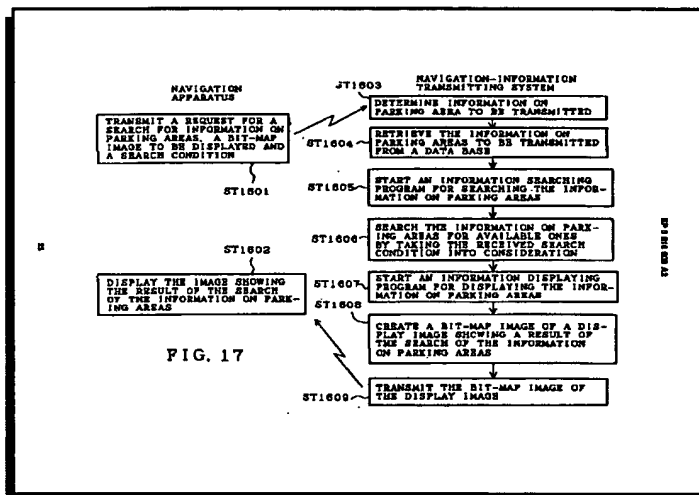 NAVIGATION
APPARATUS
TRANSMIT A REQUEST FOR A
SEARCH FOR INFORMATION ON
PARKING AREAS, A BIT-MAP
IMAGE TO BE DISPLAYED AND
A SEARCH CONDITION
ST1601
ST1602
DISPLAY THE IMAGE SHOWING
THE RESULT OF THE SEARCH
OF THE INFORMATION ON PARK-
ING AREAS
FIG. 17
NAVIGATION-INFORMATION
TRANSMITTING SYSTEM
ST1603
DETERMINE INFORMATION ON
PARKING AREA TO BE TRANSMITTED
ST1604
RETRIEVE THE INFORMATION ON
PARKING AREAS TO BE TRANSMITTED
FROM A DATA BASE
ST1605
START AN INFORMATION SEARCHING
PROGRAM FOR SEARCHING THE INFOR-
MATION ON PARKING AREAS
ST1606
SEARCH THE INFORMATION ON PARK-
ING AREAS FOR AVAILABLE ONES
BY TAKING THE RECEIVED SEARCH
CONDITION INTO CONSIDERATION
ST1607
START AN INFORMATION DISPLAYING
PROGRAM FOR DISPLAYING THE INFOR-
MATION ON PARKING AREAS
ST1608
CREATE A BIT-MAP IMAGE OF A DIS-
PLAY IMAGE SHOWING A RESULT OF
THE SEARCH OF THE INFORMATION
ON PARKING AREAS
ST1609
TRANSMIT THE BIT-MAP IMAGE OF
THE DISPLAY IMAGE